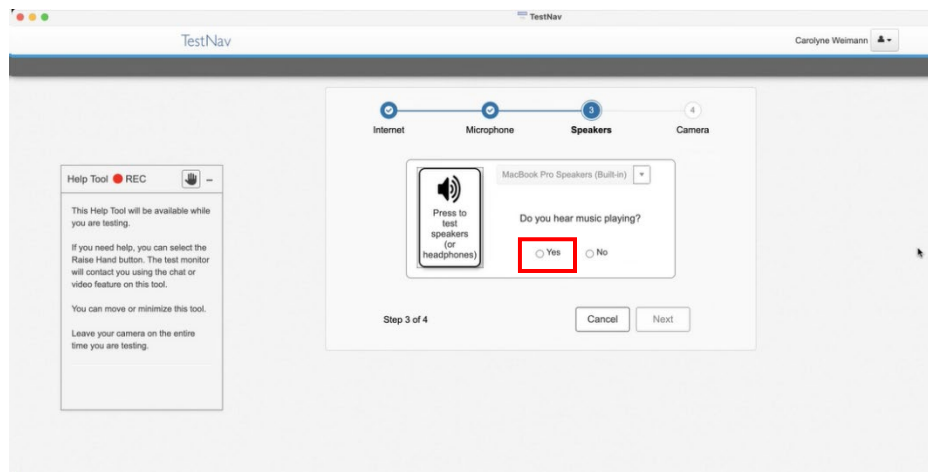 TestNav
TestNav
Carolyne Weimann
3
4
Internet
Microphone
Speakers
Camera
Help Tool REC
This Help Tool will be available while
you are testing.
If you need help, you can select the
Raise Hand button. The test monitor
will contact you using the chat or
video feature on this tool.
You can move or minimize this tool.
Leave your camera on the entire
time you are testing.
MacBook Pro Speakers (Built-in)
Press to
test
speakers
(or
headphones)
Do you hear music playing?
Yes
No
Step 3 of 4
Cancel
Next